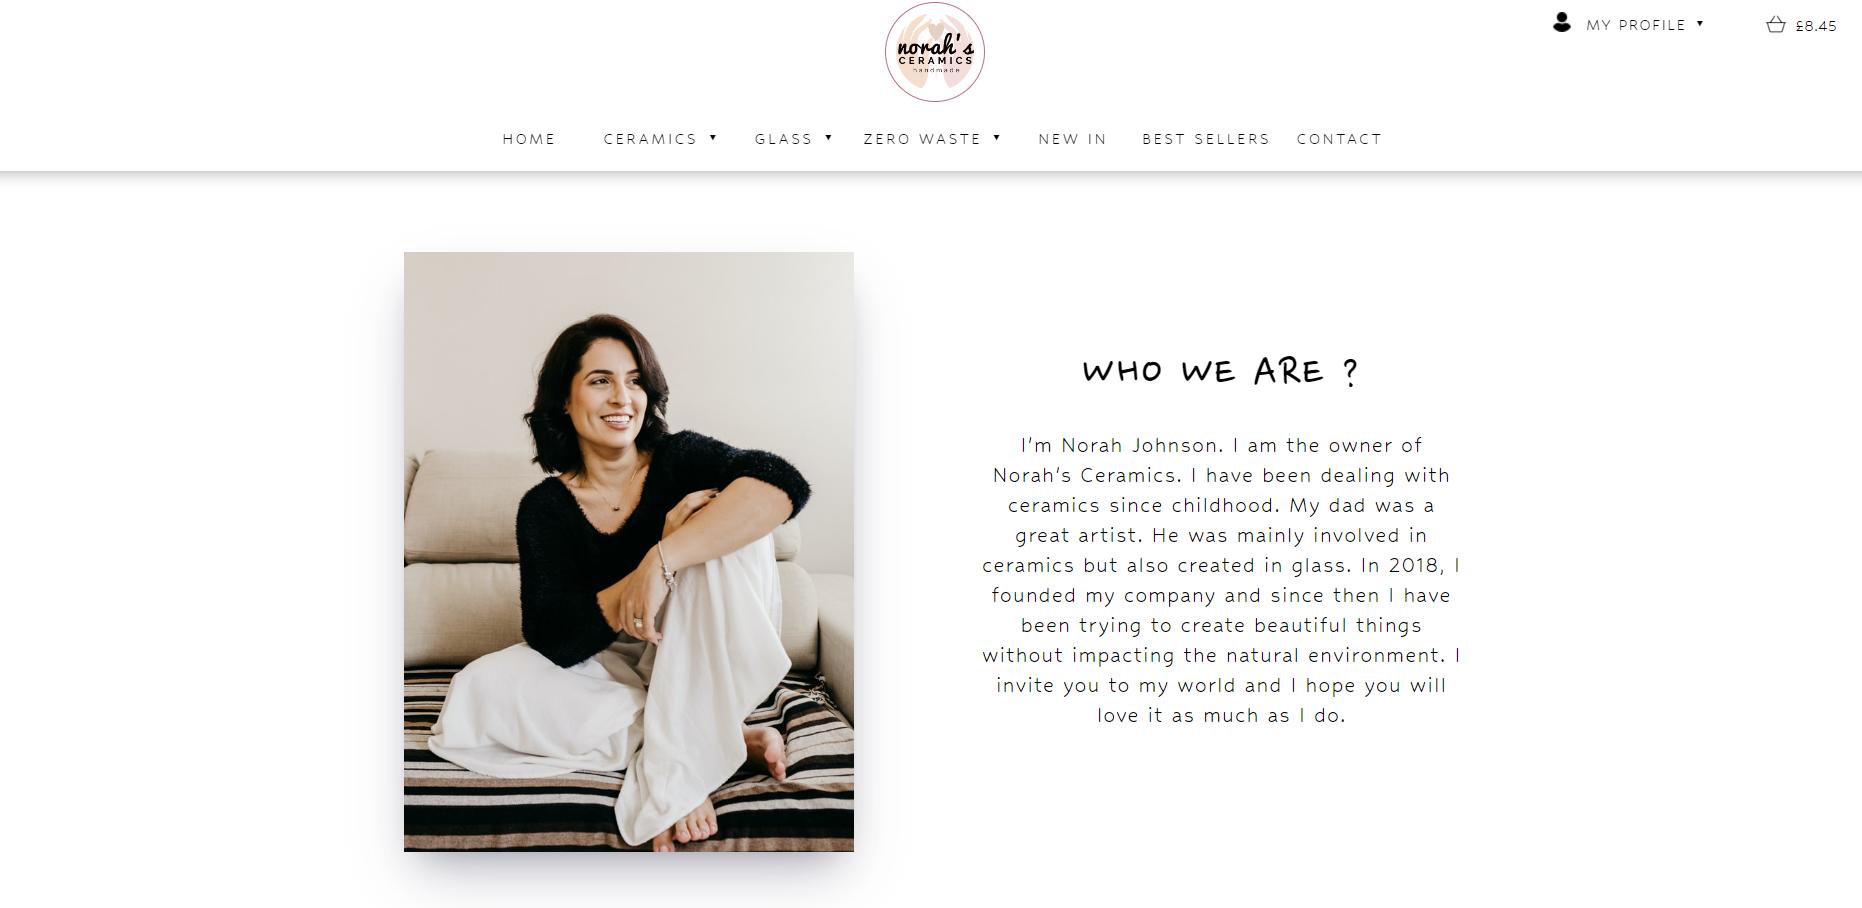 norah's
CERAMICS
handmade
MY PROFILE ▼
£8.45
HOME
CERAMICS ▼
GLASS ▼
ZERO WASTE ▼
NEW IN
BEST SELLERS
CONTACT
WHO WE ARE ?
I'm Norah Johnson. I am the owner of
Norah's Ceramics. I have been dealing with
ceramics since childhood. My dad was a
great artist. He was mainly involved in
ceramics but also created in glass. In 2018, I
founded my company and since then I have
been trying to create beautiful things
without impacting the natural environment. I
invite you to my world and I hope you will
love it as much as I do.